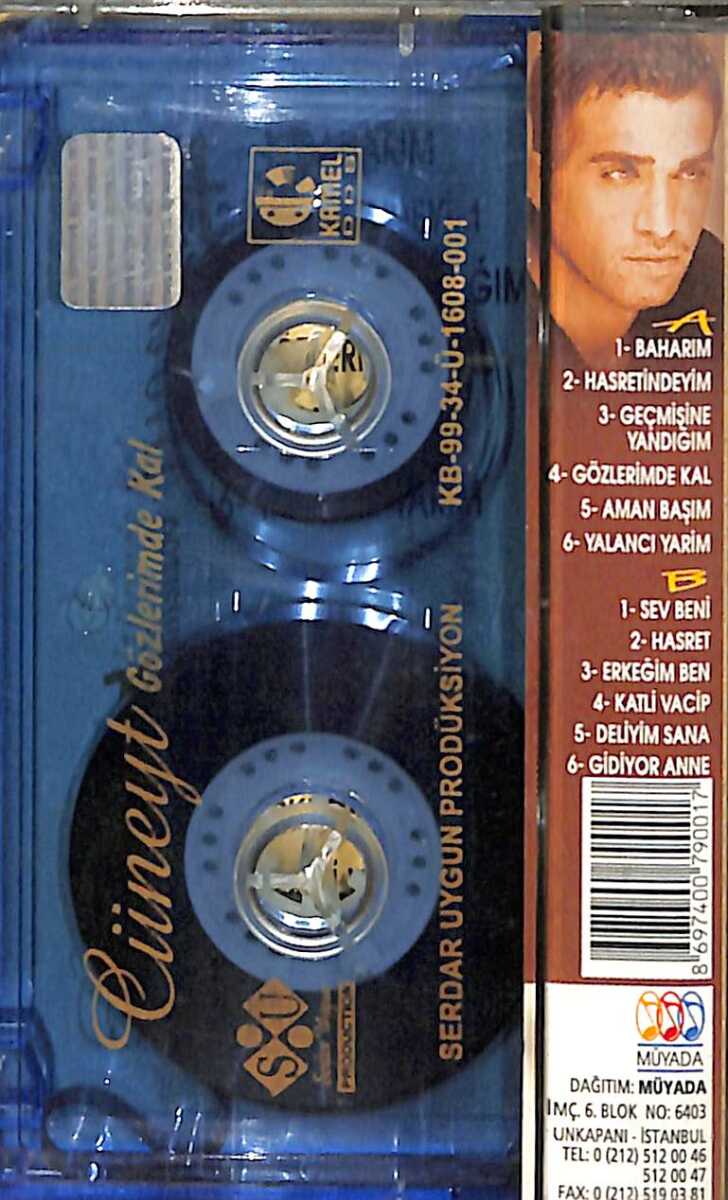 Cüneyt Gözlerimde Kal
KAMEL
DDS
KB-99-34-Ü-1608-001
SERDAR UYGUN PRODÜKSİYON
S U
PRODUCTION
A
1- BAHARIM
2- HASRETİNDEYİM
3- GEÇMİŞİNE
YANDIĞIM
4- GÖZLERİMDE KAL
5- AMAN BAŞIM
6- YALANCI YARİM
B
1- SEV BENİ
2- HASRET
3- ERKEĞİM BEN
4- KATLİ VACİP
5- DELİYİM SANA
6- GİDİYOR ANNE
8 697400 790017
MÜYADA
DAĞITIM: MÜYADA
İMÇ. 6. BLOK NO: 6403
UNKAPANI - İSTANBUL
TEL: 0 (212) 512 00 46
512 00 47
FAX: 0 (212) 519 03 81